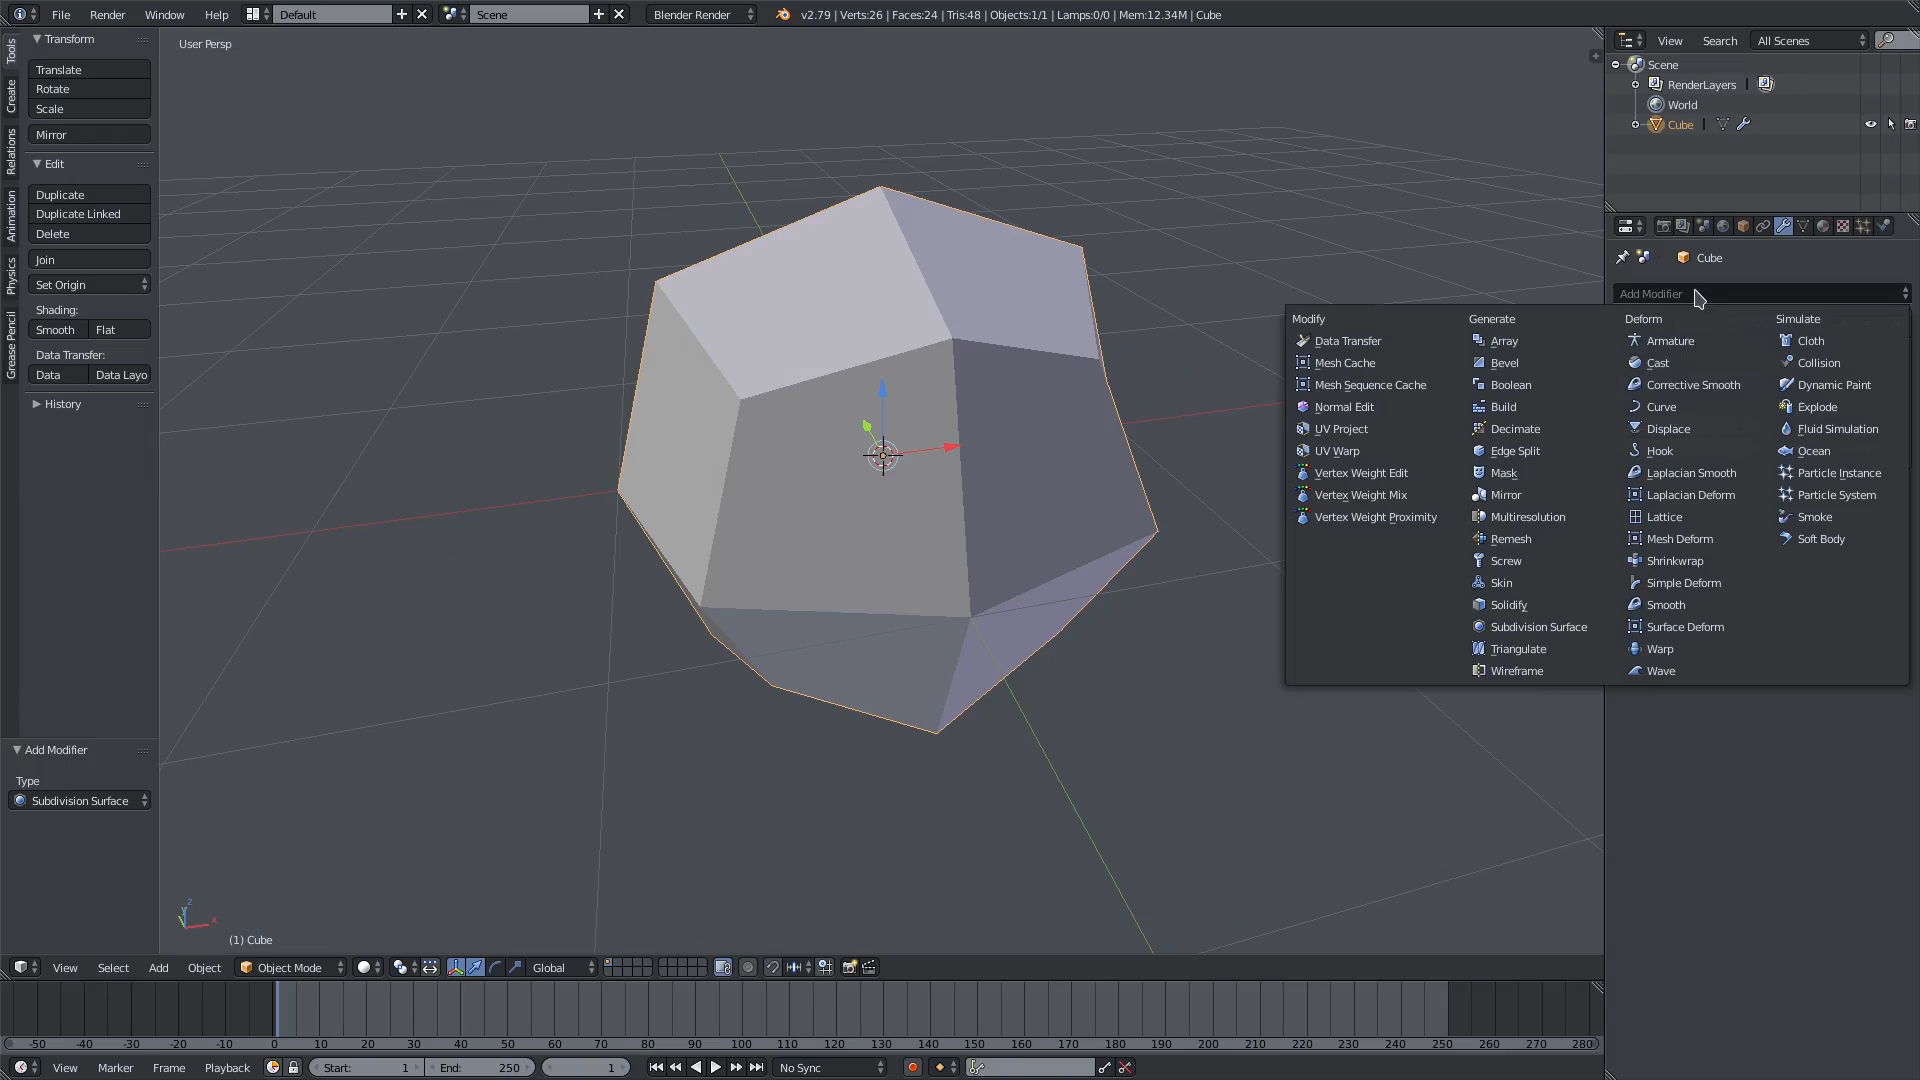 File Render Window Help Default Scene Blender Render v2.79 | Verts:26 | Faces:24 | Tris:48 | Objects:1/1 | Lamps:0/0 | Mem:12.34M | Cube
Tools
Create
Relations
Animation
Physics
Grease Pencil
Transform
Translate
Rotate
Scale
Mirror
Edit
Duplicate
Duplicate Linked
Delete
Join
Set Origin
Shading:
Smooth Flat
Data Transfer:
Data Data Layo
History
Add Modifier
Type
Subdivision Surface
User Persp
z
y
x
(1) Cube
View Search All Scenes
Scene
RenderLayers |
World
Cube |
Cube
Add Modifier
Modify
Data Transfer
Mesh Cache
Mesh Sequence Cache
Normal Edit
UV Project
UV Warp
Vertex Weight Edit
Vertex Weight Mix
Vertex Weight Proximity
Generate
Array
Bevel
Boolean
Build
Decimate
Edge Split
Mask
Mirror
Multiresolution
Remesh
Screw
Skin
Solidify
Subdivision Surface
Triangulate
Wireframe
Deform
Armature
Cast
Corrective Smooth
Curve
Displace
Hook
Laplacian Smooth
Laplacian Deform
Lattice
Mesh Deform
Shrinkwrap
Simple Deform
Smooth
Surface Deform
Warp
Wave
Simulate
Cloth
Collision
Dynamic Paint
Explode
Fluid Simulation
Ocean
Particle Instance
Particle System
Smoke
Soft Body
View Select Add Object Object Mode Global
-50 -40 -30 -20 -10 0 10 20 30 40 50 60 70 80 90 100 110 120 130 140 150 160 170 180 190 200 210 220 230 240 250 260 270 280
View Marker Frame Playback Start: 1 End: 250 1 No Sync